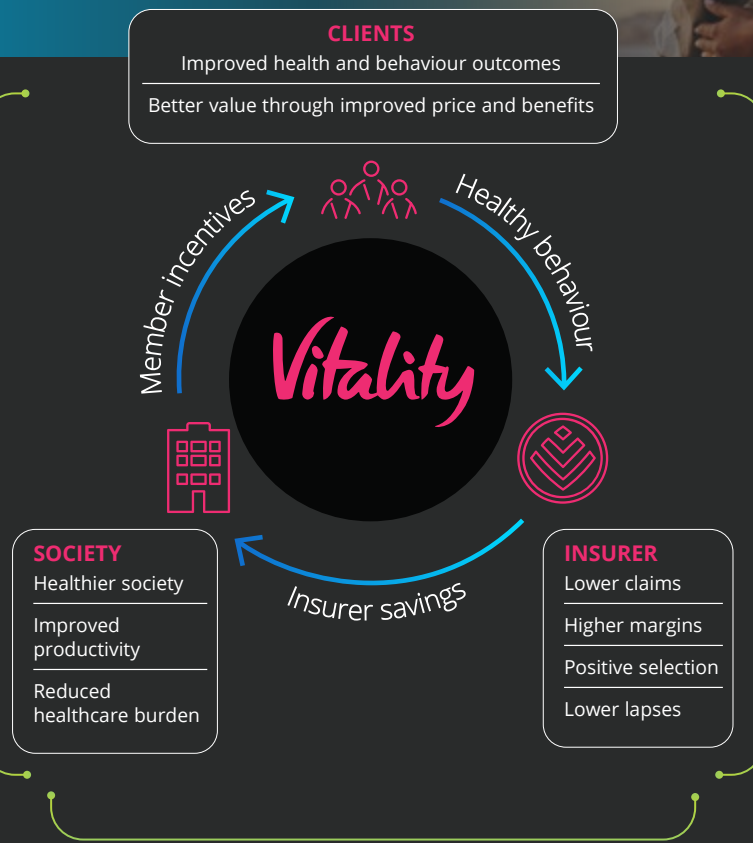 CLIENTS
Improved health and behaviour outcomes
Better value through improved price and benefits
Member incentives
Healthy behaviour
Vitality
Insurer savings
SOCIETY
Healthier society
Improved
productivity
Reduced
healthcare burden
INSURER
Lower claims
Higher margins
Positive selection
Lower lapses